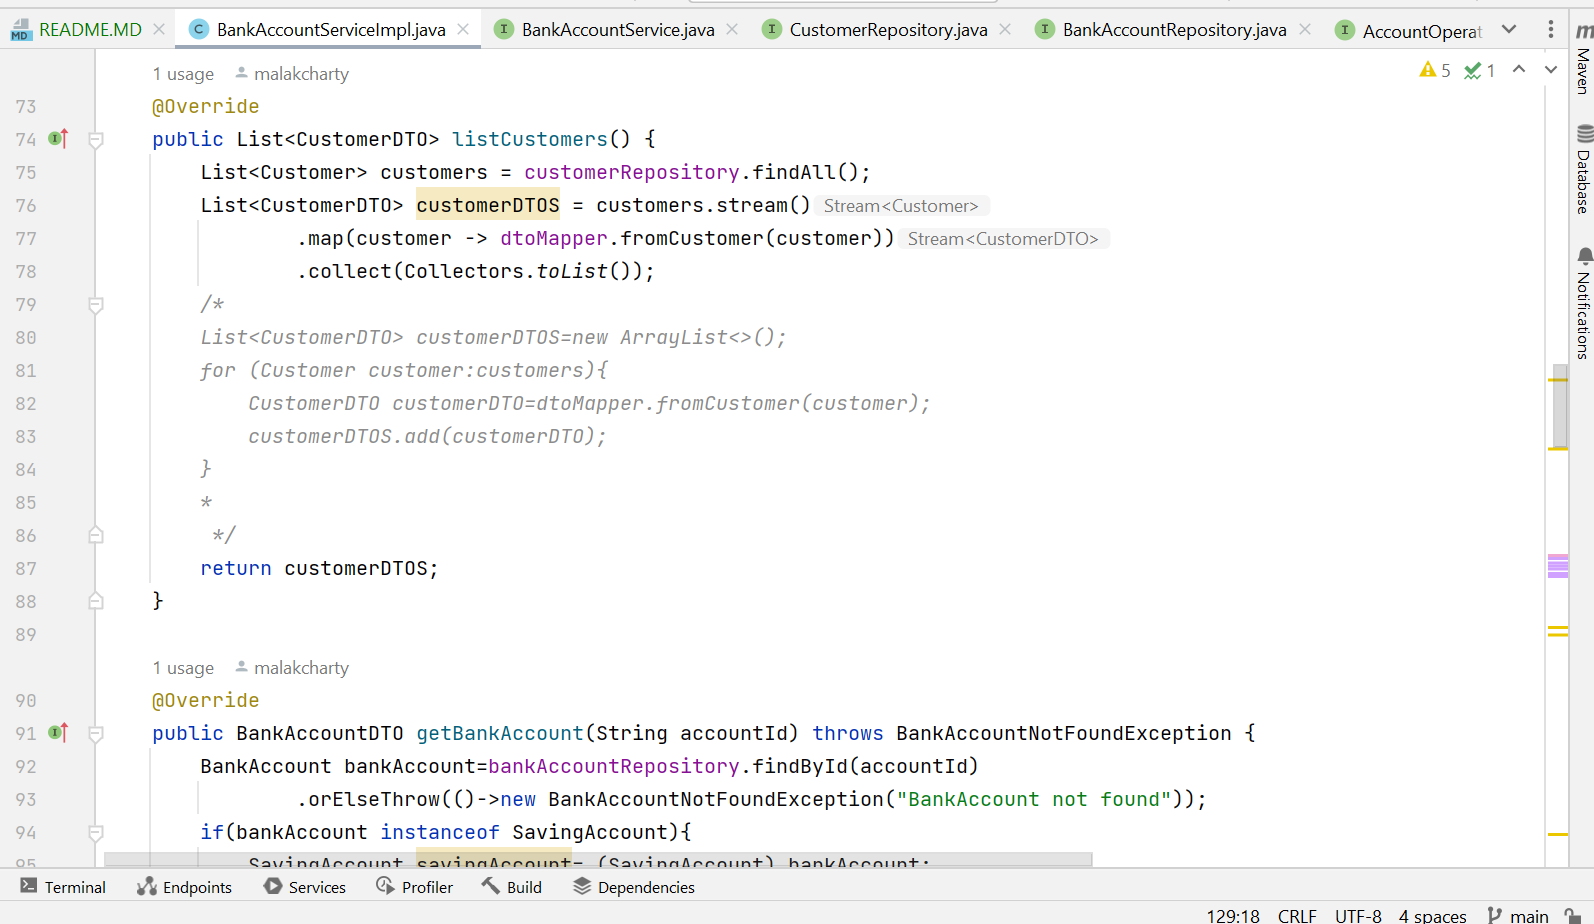 MD README.MD C BankAccountServiceImpl.java I BankAccountService.java I CustomerRepository.java I BankAccountRepository.java I AccountOperat
1 usage malakcharty 5 1
73 @Override
74 I public List<CustomerDTO> listCustomers() {
75 List<Customer> customers = customerRepository.findAll();
76 List<CustomerDTO> customerDTOS = customers.stream() Stream<Customer>
77 .map(customer -> dtoMapper.fromCustomer(customer)) Stream<CustomerDTO>
78 .collect(Collectors.toList());
79 /*
80 List<CustomerDTO> customerDTOS=new ArrayList<>();
81 for (Customer customer:customers){
82 CustomerDTO customerDTO=dtoMapper.fromCustomer(customer);
83 customerDTOS.add(customerDTO);
84 }
85 *
86 */
87 return customerDTOS;
88 }
89
1 usage malakcharty
90 @Override
91 I public BankAccountDTO getBankAccount(String accountId) throws BankAccountNotFoundException {
92 BankAccount bankAccount=bankAccountRepository.findById(accountId)
93 .orElseThrow(()->new BankAccountNotFoundException("BankAccount not found"));
94 if(bankAccount instanceof SavingAccount){
95 SavingAccount savingAccount= (SavingAccount) bankAccount;
m Maven
Database
Notifications
Terminal Endpoints Services Profiler Build Dependencies
129:18 CRLF UTF-8 4 spaces main